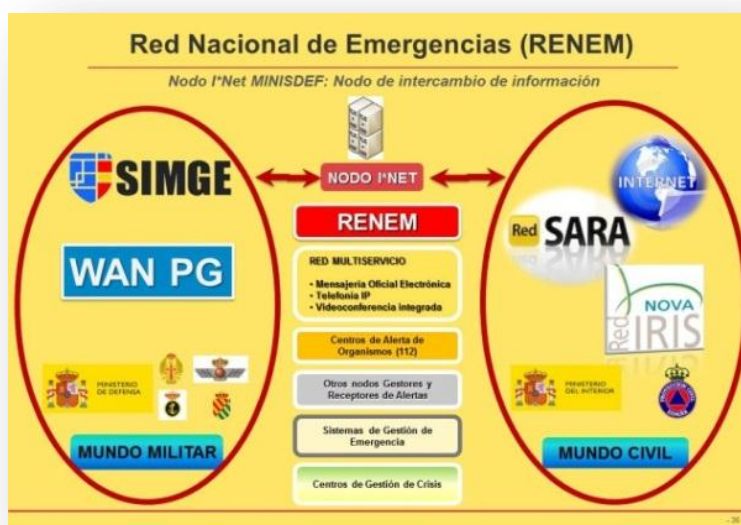 Red Nacional de Emergencias (RENEM)
Nodo I*Net MINISDEF: Nodo de intercambio de información
SIMGE
NODO I*NET
INTERNET
RENEM
Red SARA
WAN PG
RED MULTISERVICIO
• Mensajería Oficial Electrónica
• Telefonía IP
• Videoconferencia integrada
Red IRIS
NOVA
Centros de Alerta de
Organismos (112)
MINISTERIO
DE DEFENSA
Otros nodos Gestores y
Receptores de Alertas
MINISTERIO
DEL INTERIOR
Sistemas de Gestión de
Emergencia
MUNDO MILITAR
MUNDO CIVIL
Centros de Gestión de Crisis